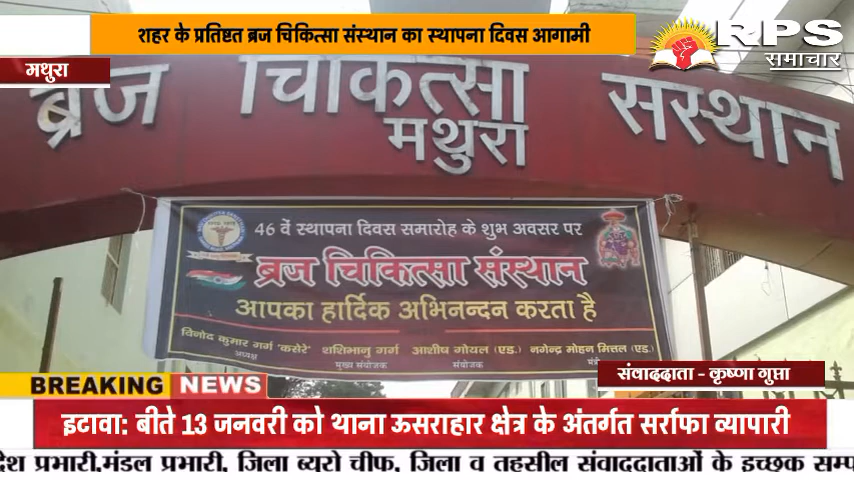 शहर के प्रतिष्टत ब्रज चिकित्सा संस्थान का स्थापना दिवस आगामी
RPS
समाचार
मथुरा
ब्रज चिकित्सा संस्थान
मथुरा
46 वें स्थापना दिवस समारोह के शुभ अवसर पर
ब्रज चिकित्सा संस्थान
आपका हार्दिक अभिनन्दन करता है
विनोद कुमार गर्ग 'कसेरे' शशिभानु गर्ग आशीष गोयल (एड.) नगेन्द्र मोहन मित्तल (एड.)
अध्यक्ष मुख्य संयोजक संयोजक
संवाददाता - कृष्णा गुप्ता
BREAKING NEWS
इटावा: बीते 13 जनवरी को थाना ऊसराहार क्षेत्र के अंतर्गत सर्राफा व्यापारी
देश प्रभारी,मंडल प्रभारी, जिला ब्यूरो चीफ, जिला व तहसील संवाददाताओं के इच्छुक सम्प